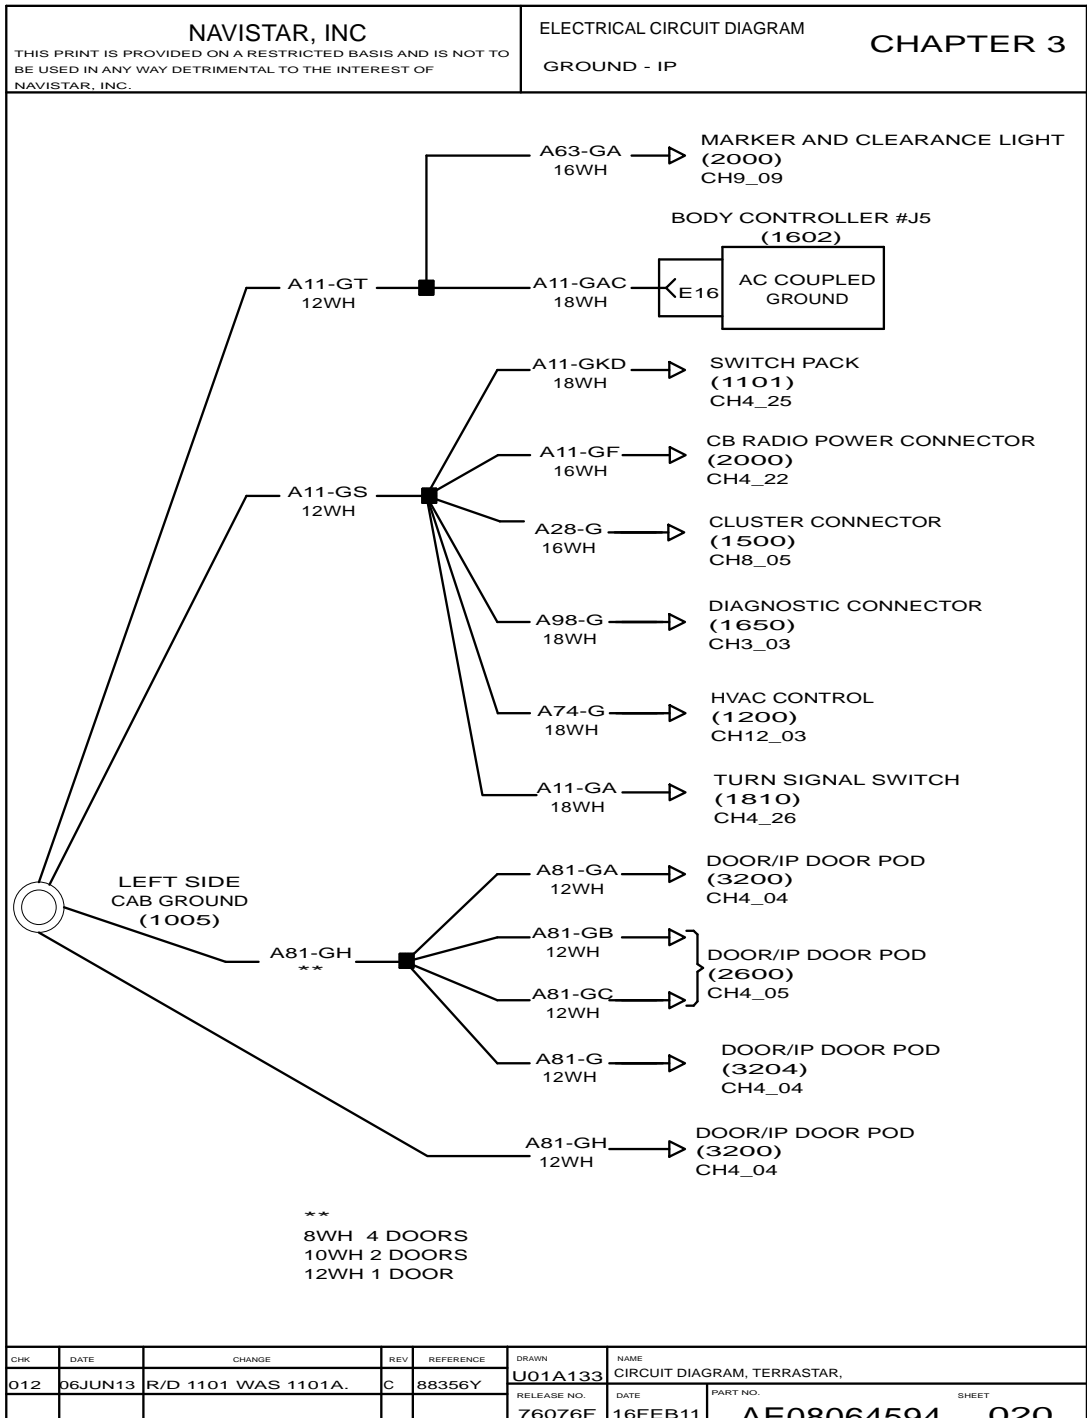 NAVISTAR, INC
THIS PRINT IS PROVIDED ON A RESTRICTED BASIS AND IS NOT TO
BE USED IN ANY WAY DETRIMENTAL TO THE INTEREST OF
NAVISTAR, INC.
ELECTRICAL CIRCUIT DIAGRAM
GROUND - IP
CHAPTER 3
A63-GA
16WH
MARKER AND CLEARANCE LIGHT
(2000)
CH9_09
BODY CONTROLLER #J5
(1602)
A11-GT
12WH
A11-GAC
18WH
E16
AC COUPLED
GROUND
A11-GKD
18WH
SWITCH PACK
(1101)
CH4_25
A11-GF
16WH
CB RADIO POWER CONNECTOR
(2000)
CH4_22
A11-GS
12WH
A28-G
16WH
CLUSTER CONNECTOR
(1500)
CH8_05
A98-G
18WH
DIAGNOSTIC CONNECTOR
(1650)
CH3_03
A74-G
18WH
HVAC CONTROL
(1200)
CH12_03
A11-GA
18WH
TURN SIGNAL SWITCH
(1810)
CH4_26
LEFT SIDE
CAB GROUND
(1005)
A81-GA
12WH
DOOR/IP DOOR POD
(3200)
CH4_04
A81-GH
**
A81-GB
12WH
A81-GC
12WH
DOOR/IP DOOR POD
(2600)
CH4_05
A81-G
12WH
DOOR/IP DOOR POD
(3204)
CH4_04
A81-GH
12WH
DOOR/IP DOOR POD
(3200)
CH4_04
**
8WH 4 DOORS
10WH 2 DOORS
12WH 1 DOOR
CHK DATE CHANGE REV REFERENCE
012 06JUN13 R/D 1101 WAS 1101A. C 88356Y
DRAWN
U01A133
NAME
CIRCUIT DIAGRAM, TERRASTAR,
RELEASE NO. DATE PART NO. SHEET
76076F 16FEB11 AE08064594 020